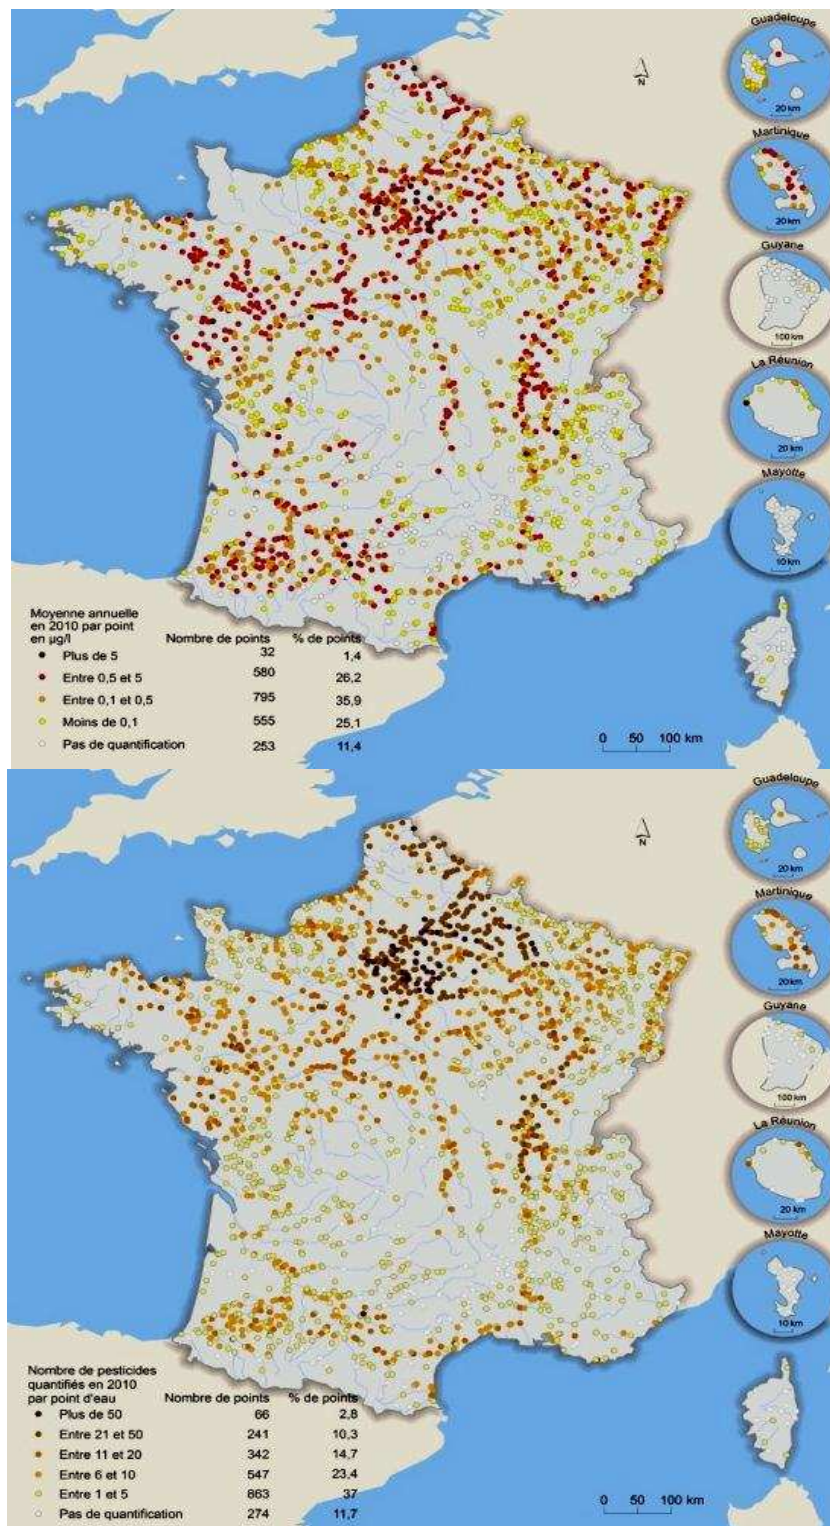 Guadeloupe
N
20 km
Martinique
20 km
Guyane
100 km
La Réunion
20 km
Mayotte
10 km
Moyenne annuelle
en 2010 par point
en µg/l
Nombre de points % de points
Plus de 5 32 1,4
Entre 0,5 et 5 580 26,2
Entre 0,1 et 0,5 795 35,9
Moins de 0,1 555 25,1
Pas de quantification 253 11,4
0 50 100 km
Guadeloupe
N
20 km
Martinique
20 km
Guyane
100 km
La Réunion
20 km
Mayotte
10 km
Nombre de pesticides
quantifiés en 2010
par point d'eau Nombre de points % de points
Plus de 50 66 2,8
Entre 21 et 50 241 10,3
Entre 11 et 20 342 14,7
Entre 6 et 10 547 23,4
Entre 1 et 5 863 37
Pas de quantification 274 11,7
0 50 100 km